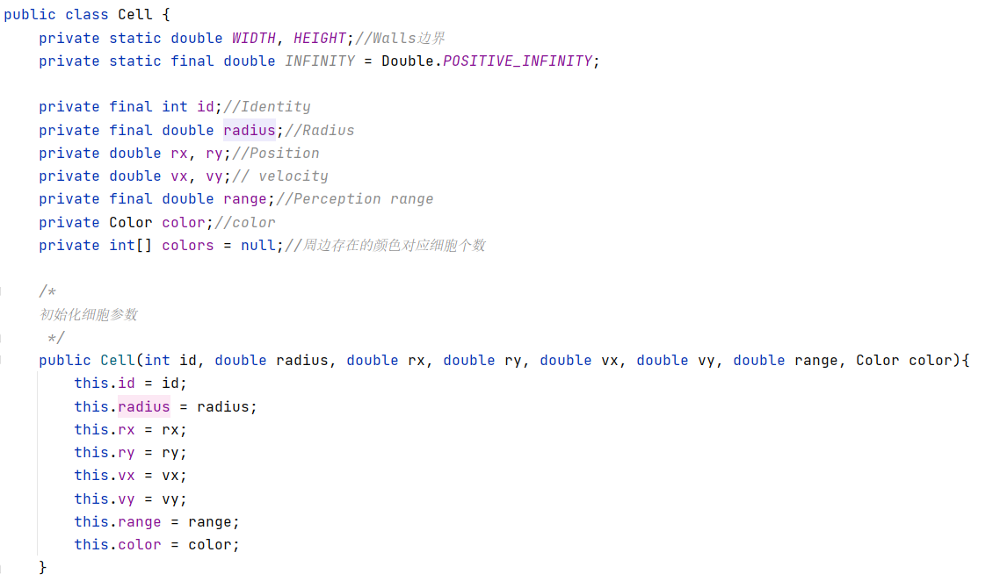 public class Cell {
    private static double WIDTH, HEIGHT;//Walls边界
    private static final double INFINITY = Double.POSITIVE_INFINITY;

    private final int id;//Identity
    private final double radius;//Radius
    private double rx, ry;//Position
    private double vx, vy;// velocity
    private final double range;//Perception range
    private Color color;//color
    private int[] colors = null;//周边存在的颜色对应细胞个数

    /*
    初始化细胞参数
     */
    public Cell(int id, double radius, double rx, double ry, double vx, double vy, double range, Color color){
        this.id = id;
        this.radius = radius;
        this.rx = rx;
        this.ry = ry;
        this.vx = vx;
        this.vy = vy;
        this.range = range;
        this.color = color;
    }